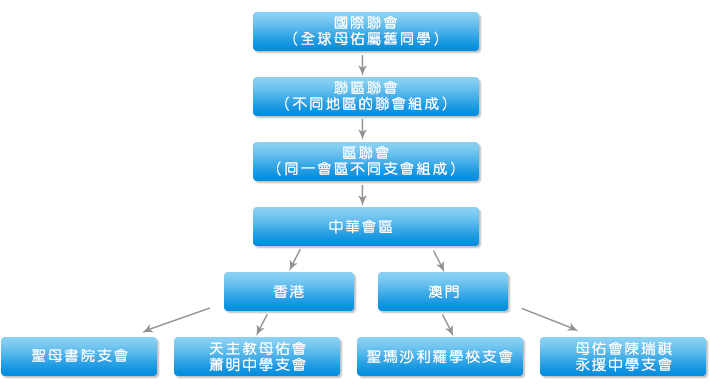 國際聯會
（全球母佑屬舊同學）
聯區聯會
（不同地區的聯會組成）
區聯會
（同一會區不同支會組成）
中華會區
香港
澳門
聖母書院支會
天主教母佑會
蕭明中學支會
聖瑪沙利羅學校支會
母佑會陳瑞祺
永援中學支會